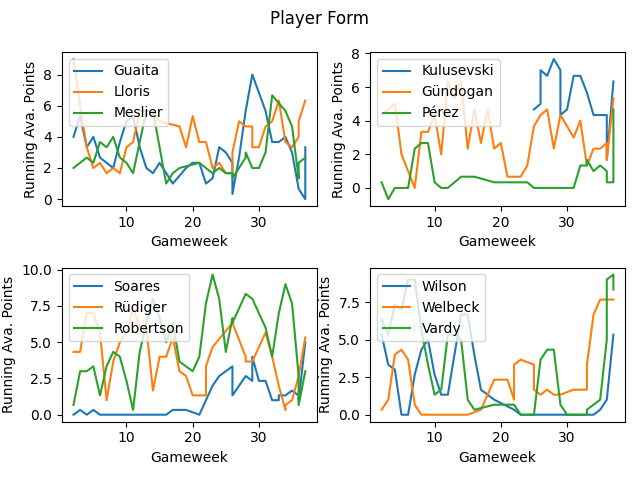 Player Form
Guaita
Lloris
Meslier
8
6
4
2
0
10 20 30
Running Ava. Points
Gameweek
Kulusevski
Gündogan
Pérez
8
6
4
2
0
10 20 30
Running Ava. Points
Gameweek
Soares
Rüdiger
Robertson
10.0
7.5
5.0
2.5
0.0
10 20 30
Running Ava. Points
Gameweek
Wilson
Welbeck
Vardy
7.5
5.0
2.5
0.0
10 20 30
Running Ava. Points
Gameweek